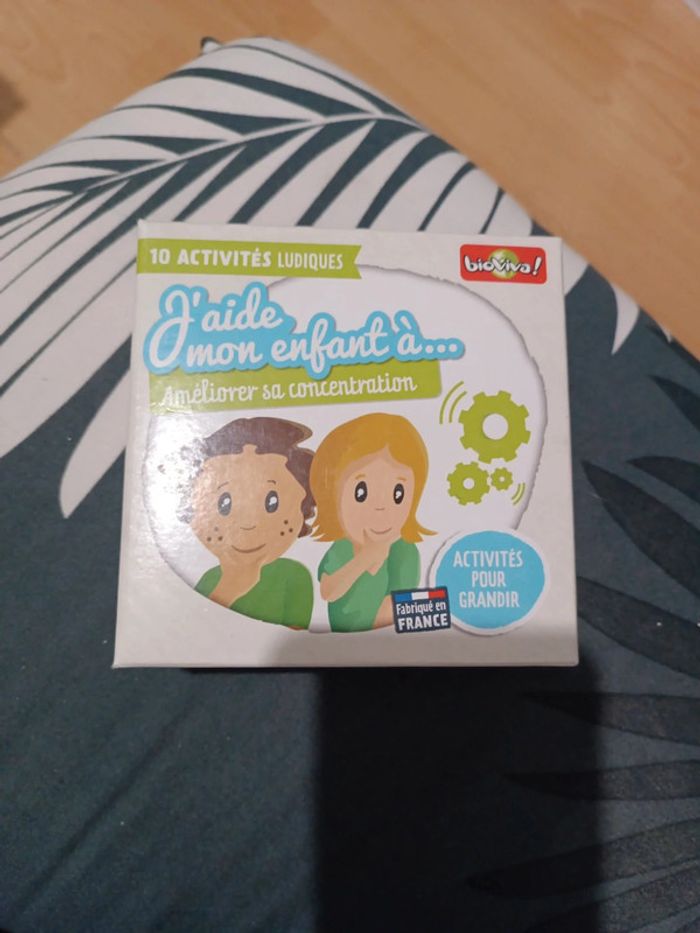 10 ACTIVITÉS LUDIQUES
bioviva!
J'aide
mon enfant à...
Améliorer sa concentration
ACTIVITÉS
POUR
GRANDIR
Fabriqué en
FRANCE